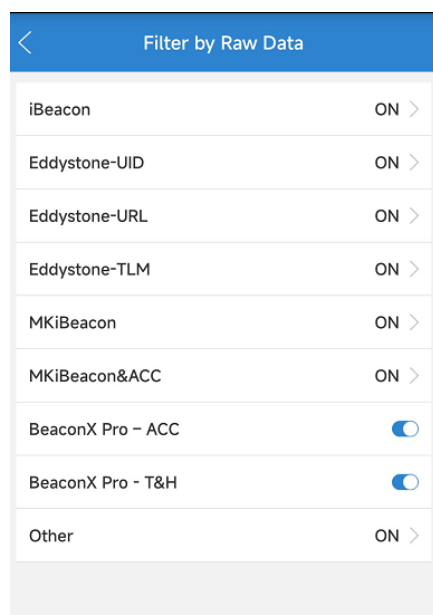 Filter by Raw Data
iBeacon ON
Eddystone-UID ON
Eddystone-URL ON
Eddystone-TLM ON
MKiBeacon ON
MKiBeacon&ACC ON
BeaconX Pro – ACC
BeaconX Pro - T&H
Other ON